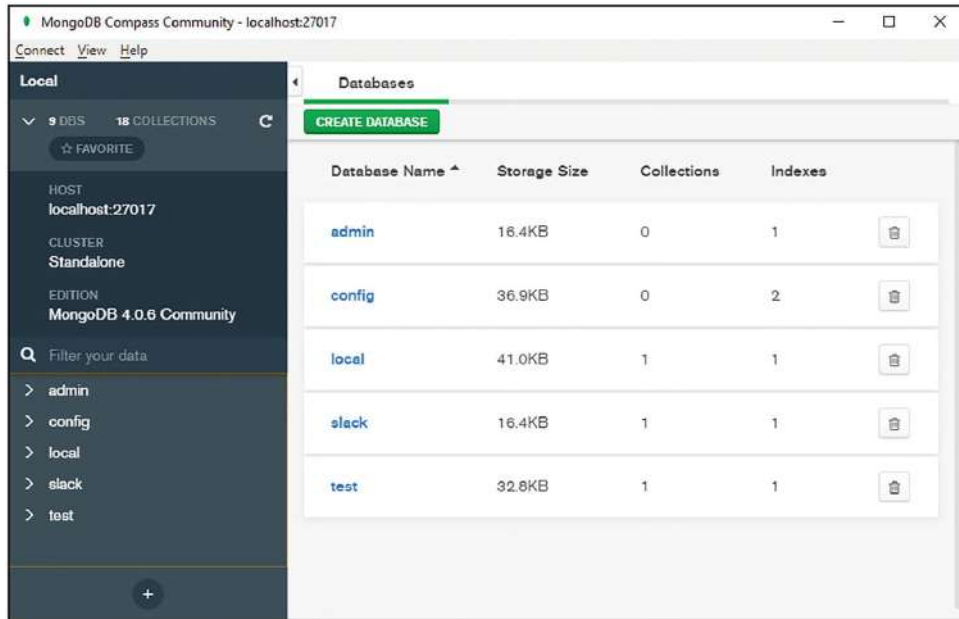 MongoDB Compass Community - localhost:27017
Connect View Help
Local
9 DBS 18 COLLECTIONS
FAVORITE
HOST
localhost:27017
CLUSTER
Standalone
EDITION
MongoDB 4.0.6 Community
Filter your data
admin
config
local
slack
test
Databases
CREATE DATABASE
Database Name Storage Size Collections Indexes
admin 16.4KB 0 1
config 36.9KB 0 2
local 41.0KB 1 1
slack 16.4KB 1 1
test 32.8KB 1 1